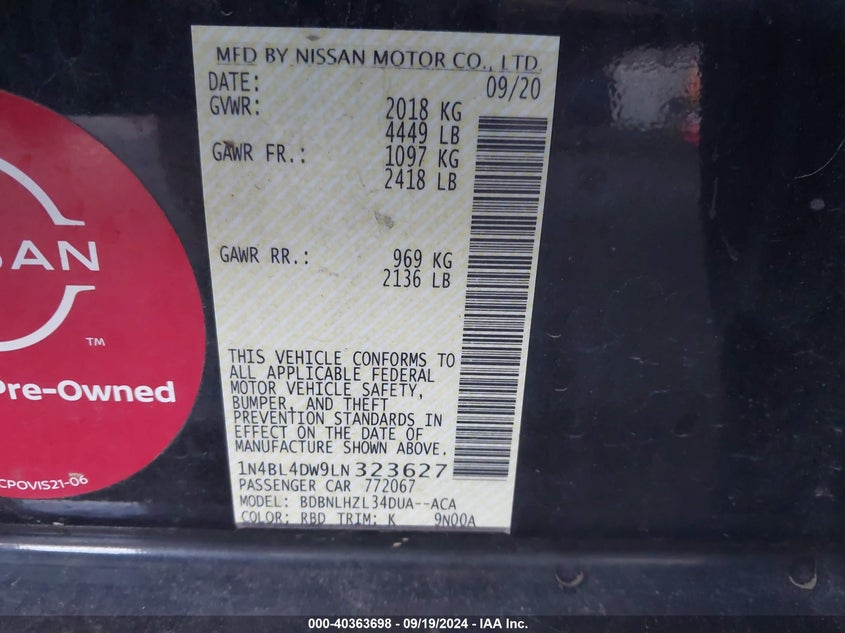 MFD BY NISSAN MOTOR CO., LTD.
DATE: 09/20
GVWR: 2018 KG
4449 LB
GAWR FR.: 1097 KG
2418 LB
GAWR RR.: 969 KG
2136 LB
THIS VEHICLE CONFORMS TO
ALL APPLICABLE FEDERAL
MOTOR VEHICLE SAFETY,
BUMPER, AND THEFT
PREVENTION STANDARDS IN
EFFECT ON THE DATE OF
MANUFACTURE SHOWN ABOVE.
1N4BL4DW9LN323627
PASSENGER CAR 772067
MODEL: BDBNLHZL34DUA--ACA
COLOR: RBD TRIM: K 9N00A
SAN
TM
Pre-Owned
CPOVIS21-06
000-40363698 - 09/19/2024 - IAA Inc.